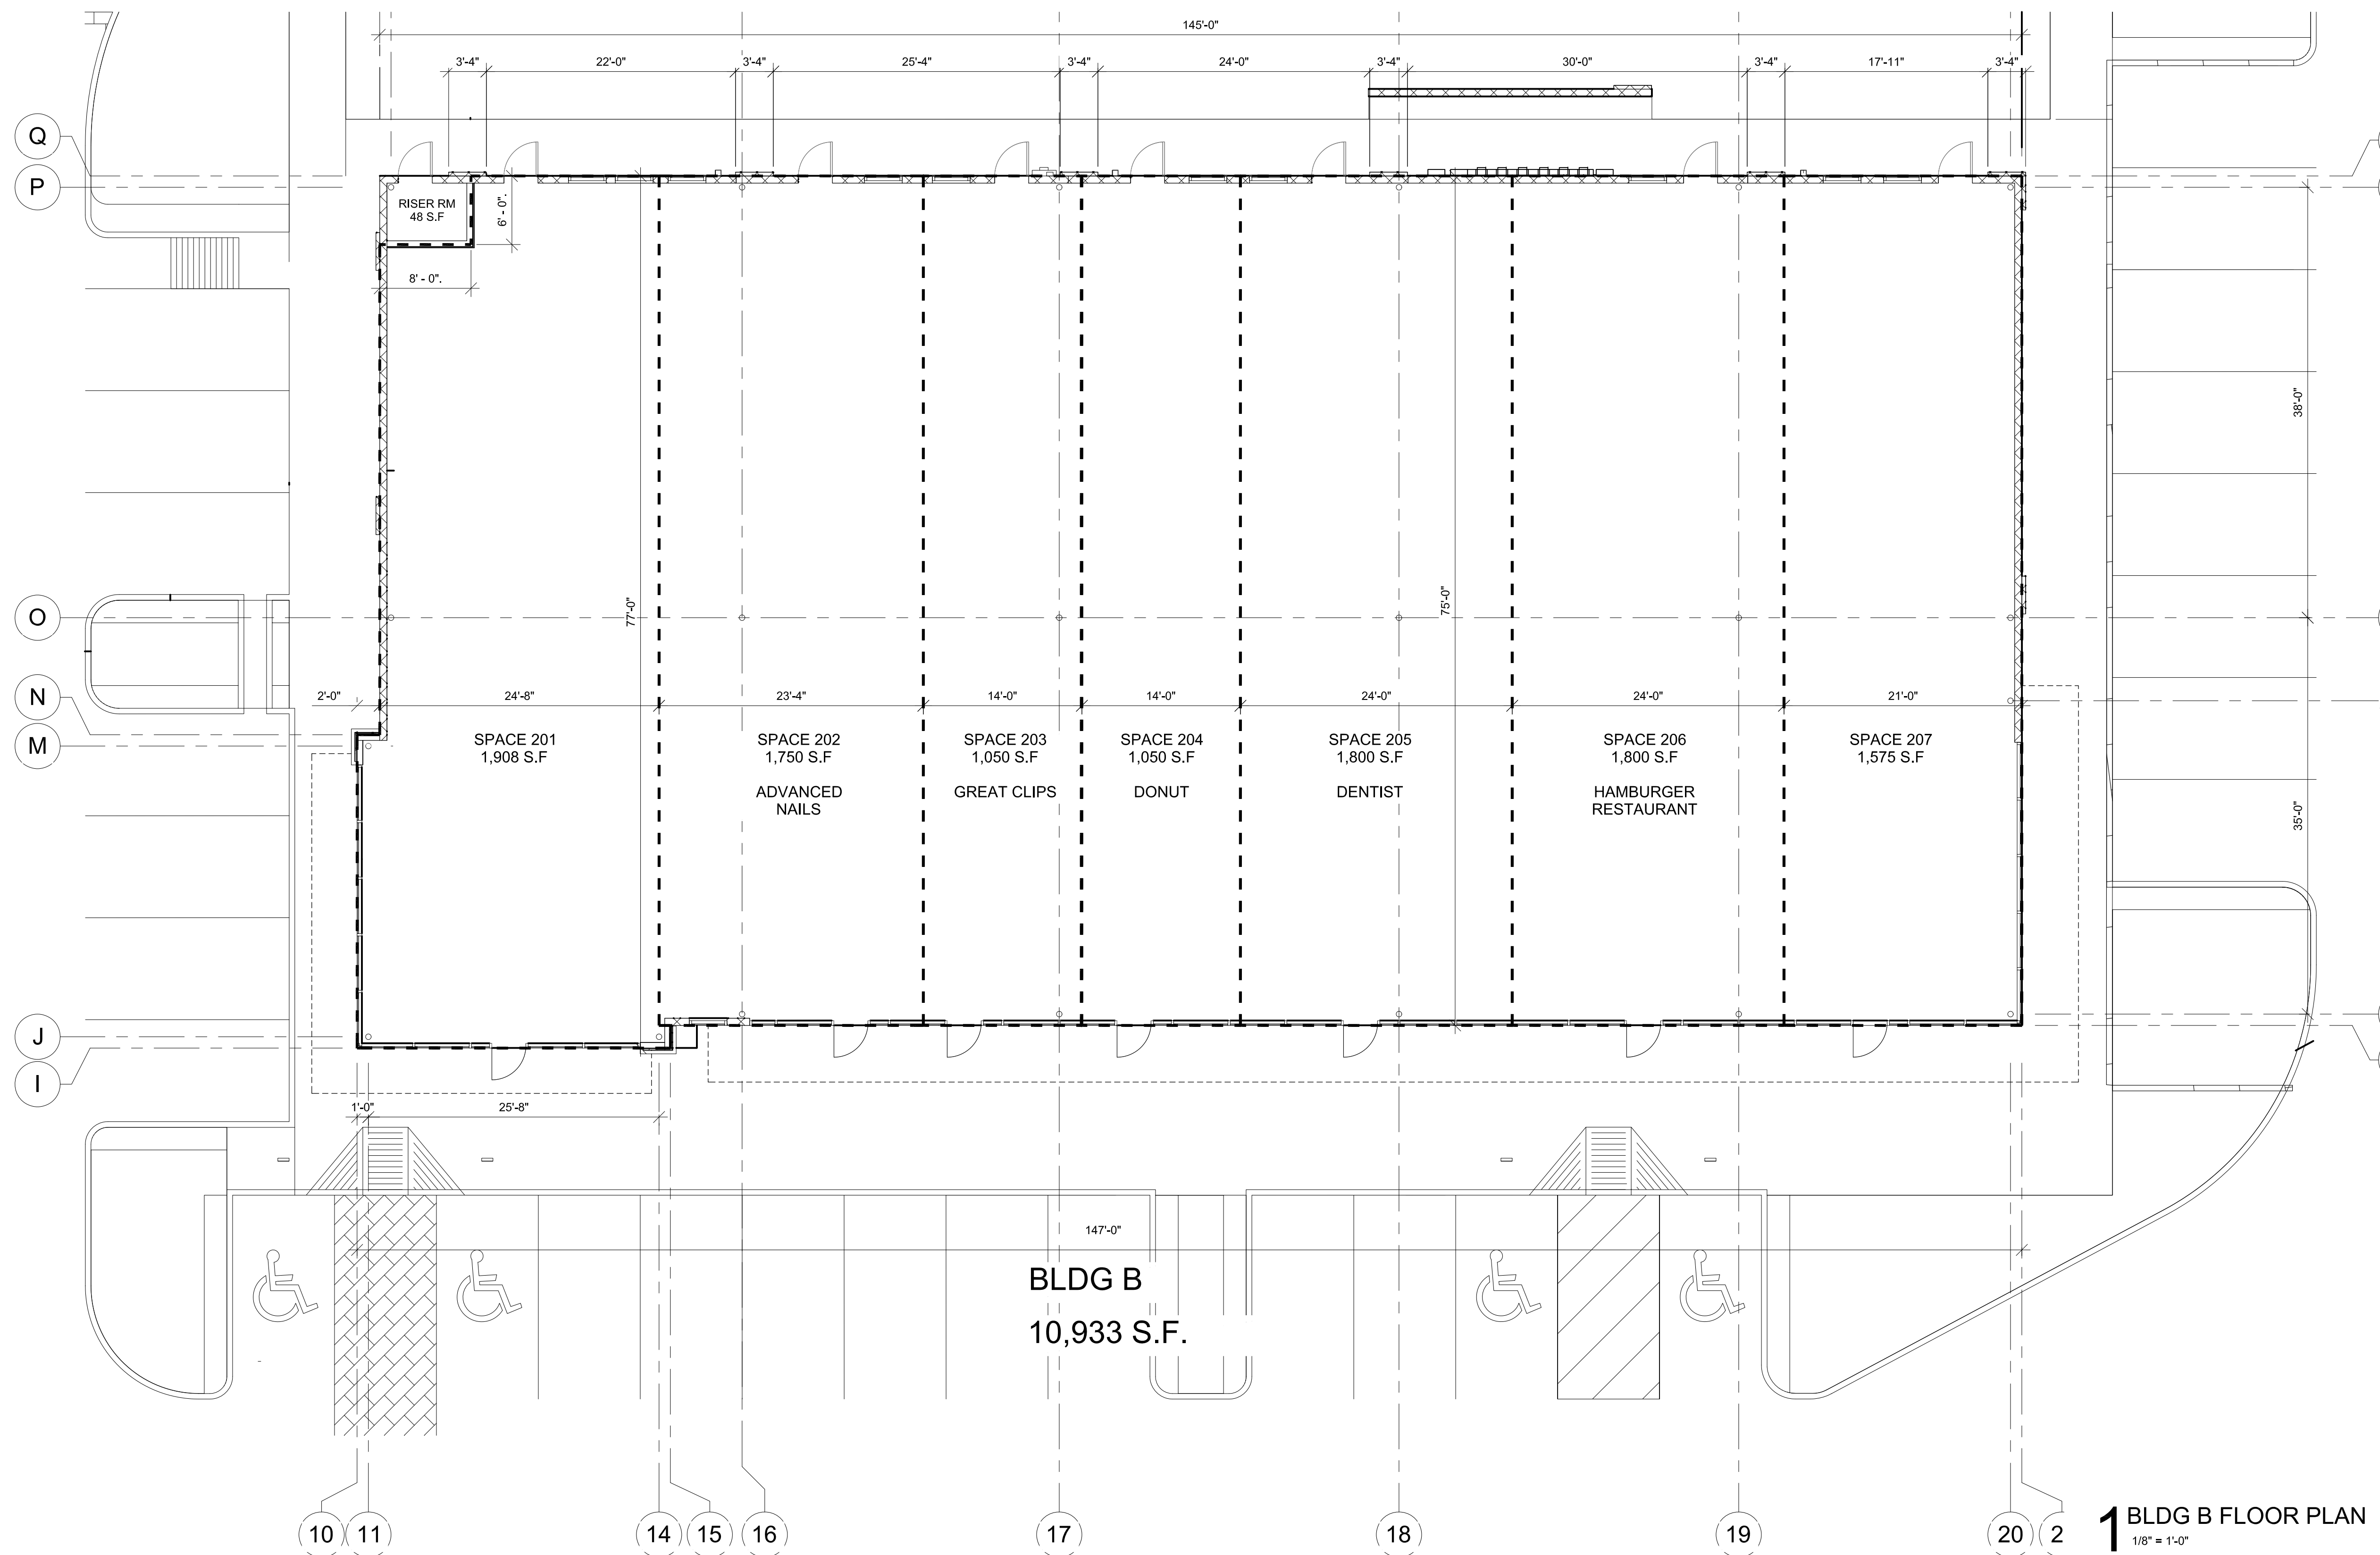 145'-0"
3'-4"
22'-0"
3'-4"
25'-4"
3'-4"
24'-0"
3'-4"
30'-0"
3'-4"
17'-11"
3'-4"
Q
P
RISER RM
48 S.F
6' - 0".
8' - 0".
38'-0"
O
77'-0"
75'-0"
N
M
2'-0"
24'-8"
23'-4"
14'-0"
14'-0"
24'-0"
24'-0"
21'-0"
SPACE 201
1,908 S.F
SPACE 202
1,750 S.F
ADVANCED
NAILS
SPACE 203
1,050 S.F
GREAT CLIPS
SPACE 204
1,050 S.F
DONUT
SPACE 205
1,800 S.F
DENTIST
SPACE 206
1,800 S.F
HAMBURGER
RESTAURANT
SPACE 207
1,575 S.F
35'-0"
J
I
1'-0"
25'-8"
147'-0"
BLDG B
10,933 S.F.
10
11
14
15
16
17
18
19
20
2
1
BLDG B FLOOR PLAN
1/8" = 1'-0"